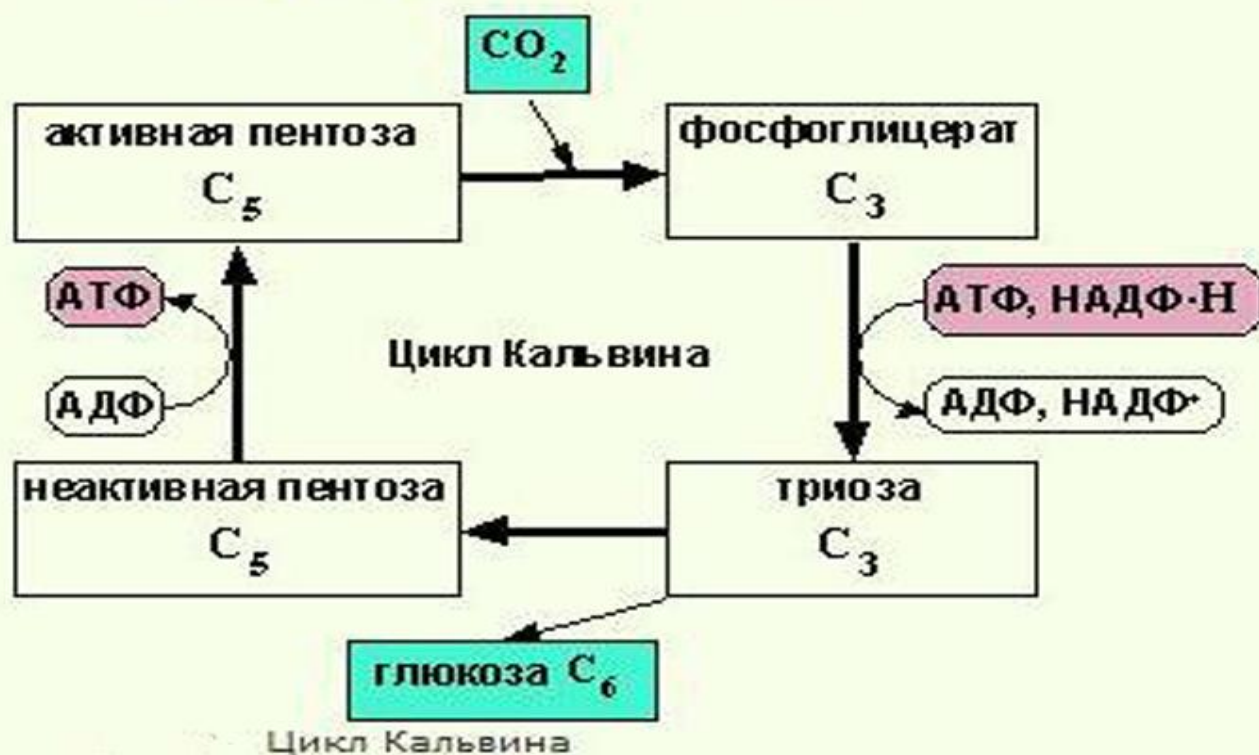 CO₂
активная пентоза
C₅
фосфоглицерат
C₃
АТФ
АДФ
Цикл Кальвина
АТФ, НАДФ·Н
АДФ, НАДФ⁺
неактивная пентоза
C₅
триоза
C₃
глюкоза C₆
Цикл Кальвина